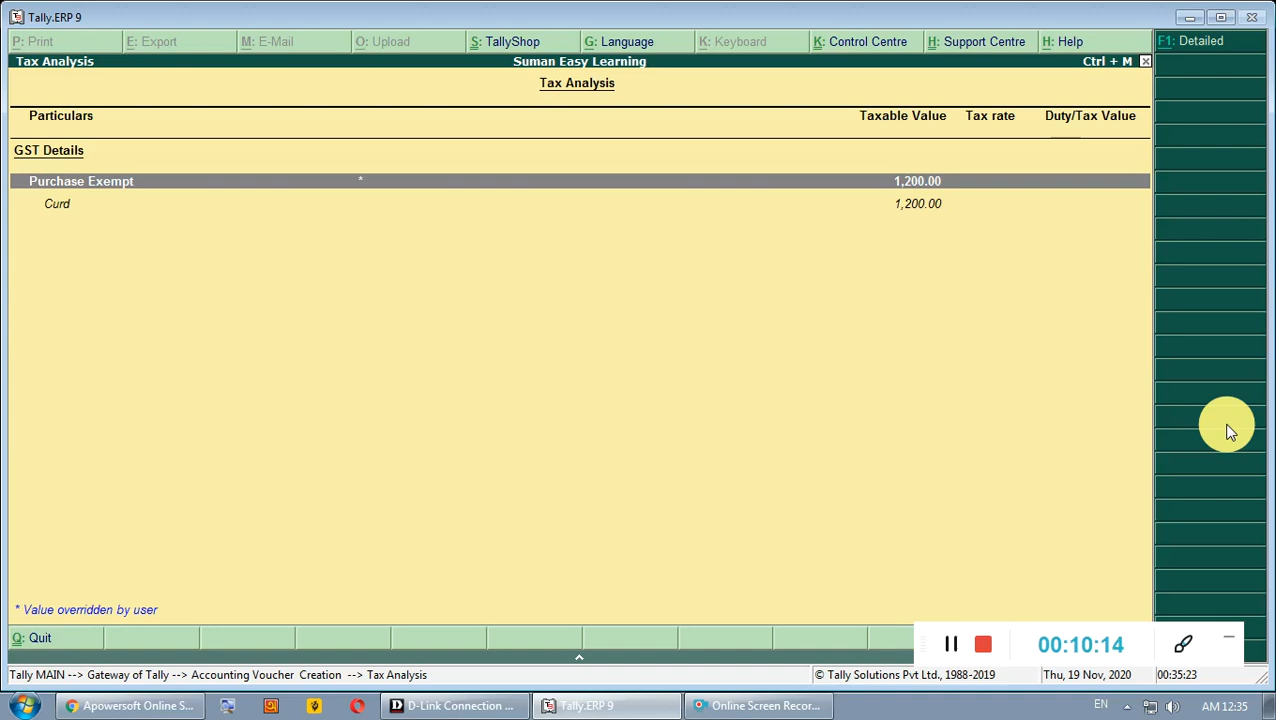 Tally.ERP 9
P: Print E: Export M: E-Mail O: Upload S: TallyShop G: Language K: Keyboard K: Control Centre H: Support Centre H: Help F1: Detailed
Tax Analysis Suman Easy Learning Ctrl + M
Tax Analysis
Particulars Taxable Value Tax rate Duty/Tax Value
GST Details
Purchase Exempt * 1,200.00
Curd 1,200.00
* Value overridden by user
Q: Quit
00:10:14
Tally MAIN --> Gateway of Tally --> Accounting Voucher Creation --> Tax Analysis © Tally Solutions Pvt Ltd., 1988-2019 Thu, 19 Nov, 2020 00:35:23
Apowersoft Online S... D-Link Connection ... Tally.ERP 9 Online Screen Recor... EN AM 12:35